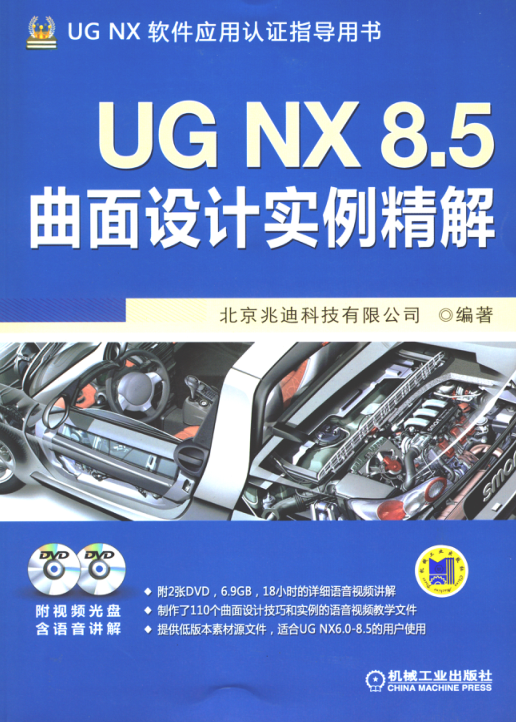 UG NX 软件应用认证指导用书
UG NX 8.5
曲面设计实例精解
北京兆迪科技有限公司 ◎编著
smart
DVD DVD
附视频光盘
含语音讲解
◆ 附2张DVD，6.9GB，18小时的详细语音视频讲解
◆ 制作了110个曲面设计技巧和实例的语音视频教学文件
◆ 提供低版本素材源文件，适合UG NX6.0-8.5的用户使用
机械工业出版社
CHINA MACHINE PRESS